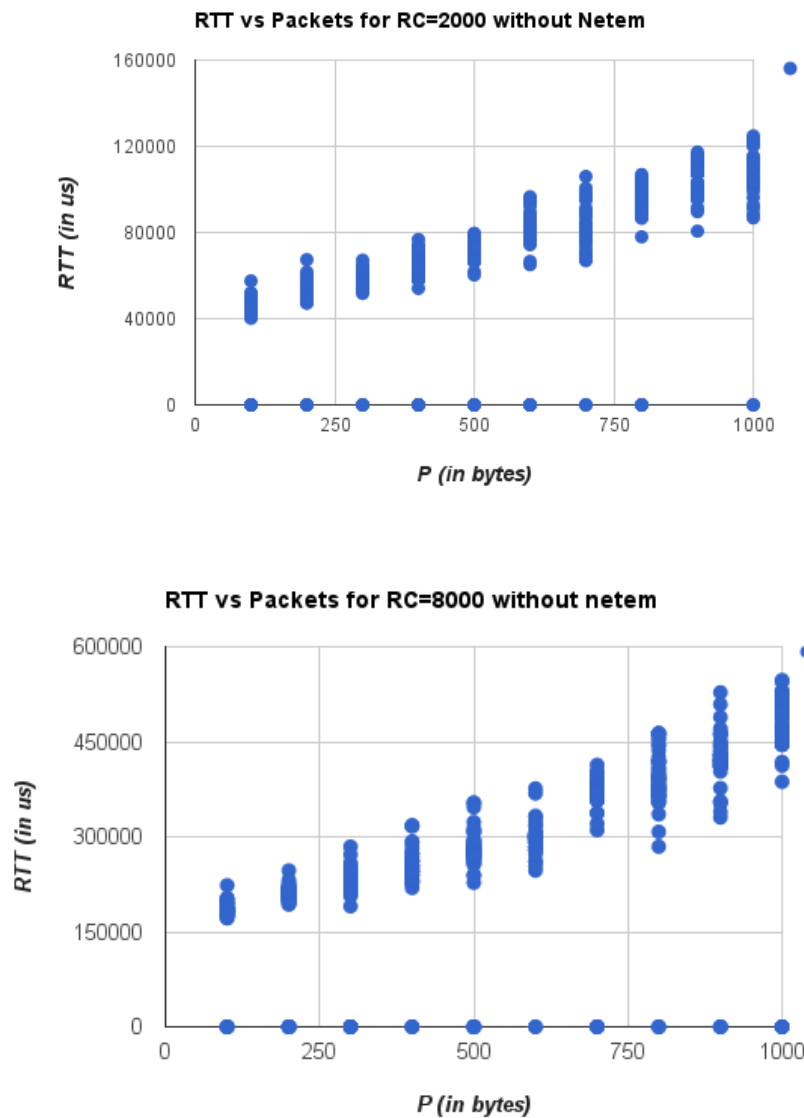 RTT vs Packets for RC=2000 without Netem
160000
120000
80000
40000
0
RTT (in us)
0 250 500 750 1000
P (in bytes)
RTT vs Packets for RC=8000 without netem
600000
450000
300000
150000
0
RTT (in us)
0 250 500 750 1000
P (in bytes)